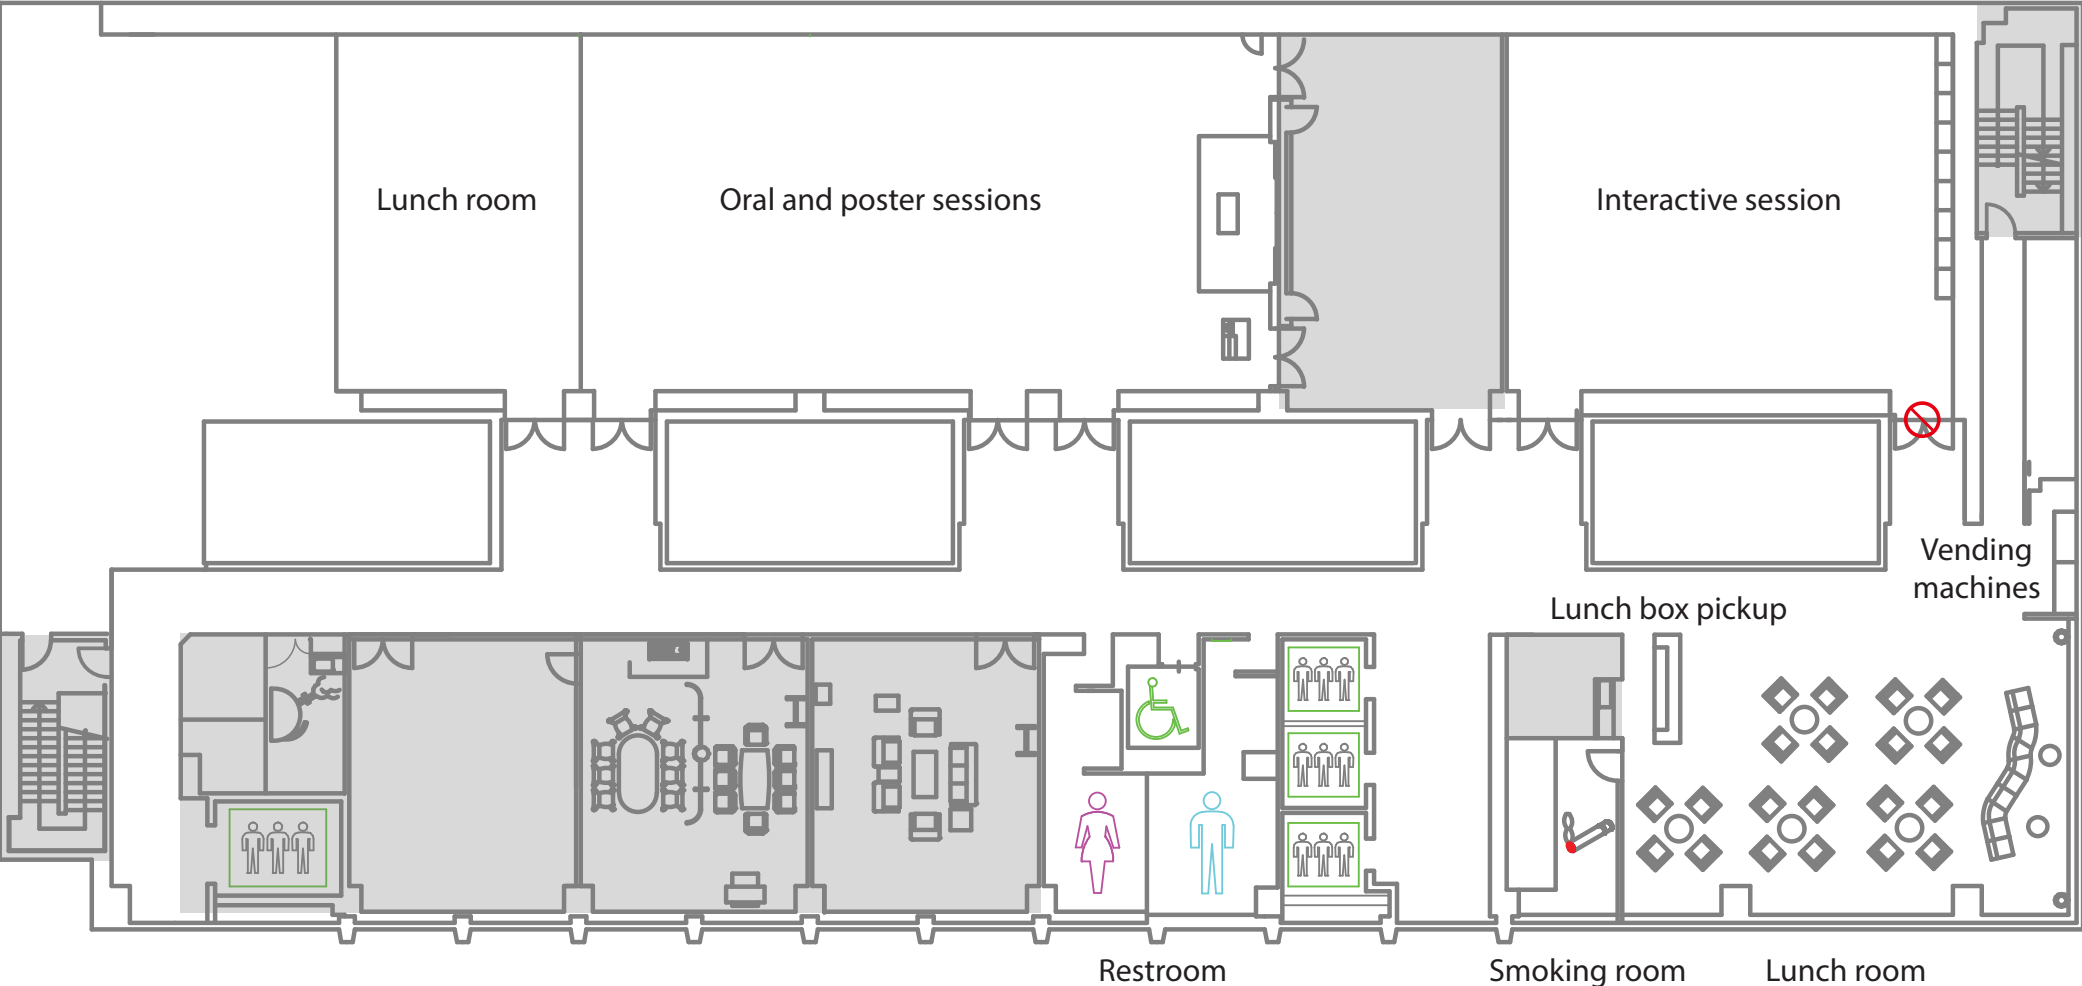 Lunch room
Oral and poster sessions
Interactive session
Vending
machines
Lunch box pickup
Restroom
Smoking room
Lunch room